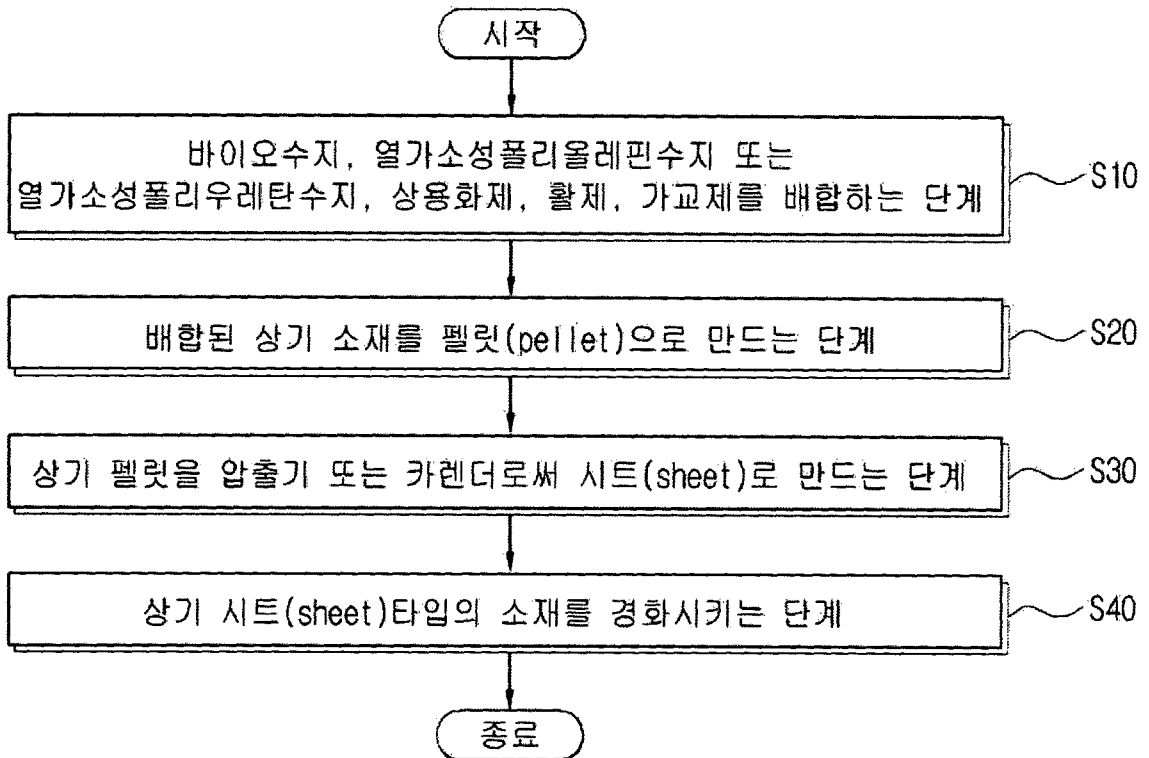 시작
바이오수지, 열가소성폴리올레핀수지 또는
열가소성폴리우레탄수지, 상용화제, 활제, 가교제를 배합하는 단계
S10
배합된 상기 소재를 펠릿(pellet)으로 만드는 단계
S20
상기 펠릿을 압출기 또는 카렌더로써 시트(sheet)로 만드는 단계
S30
상기 시트(sheet)타입의 소재를 경화시키는 단계
S40
종료